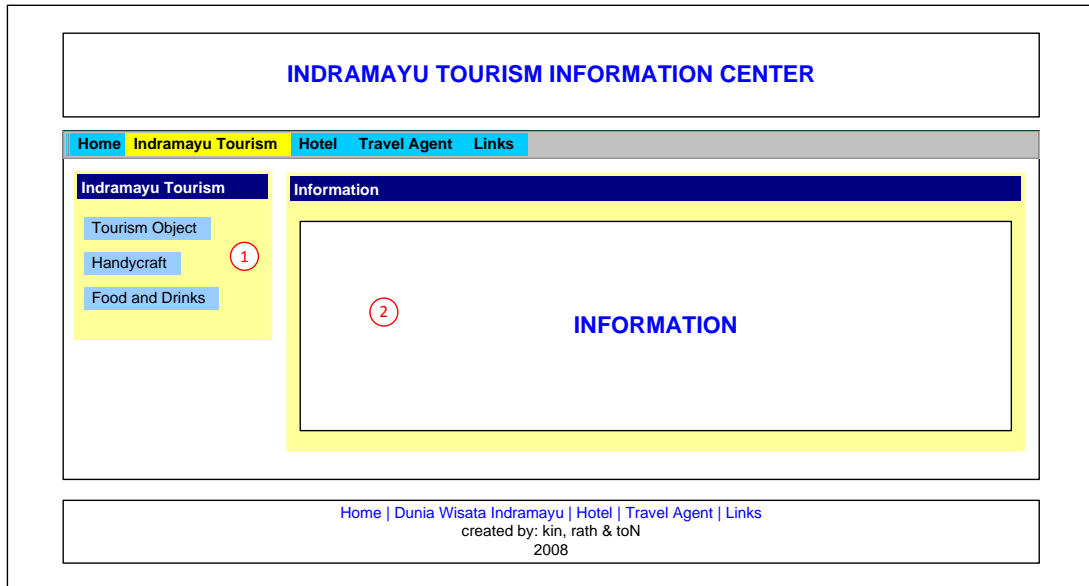 INDRAMAYU TOURISM INFORMATION CENTER
Home Indramayu Tourism Hotel Travel Agent Links
Indramayu Tourism
Tourism Object
Handycraft
Food and Drinks
1
Information
2
INFORMATION
Home | Dunia Wisata Indramayu | Hotel | Travel Agent | Links
created by: kin, rath & toN
2008